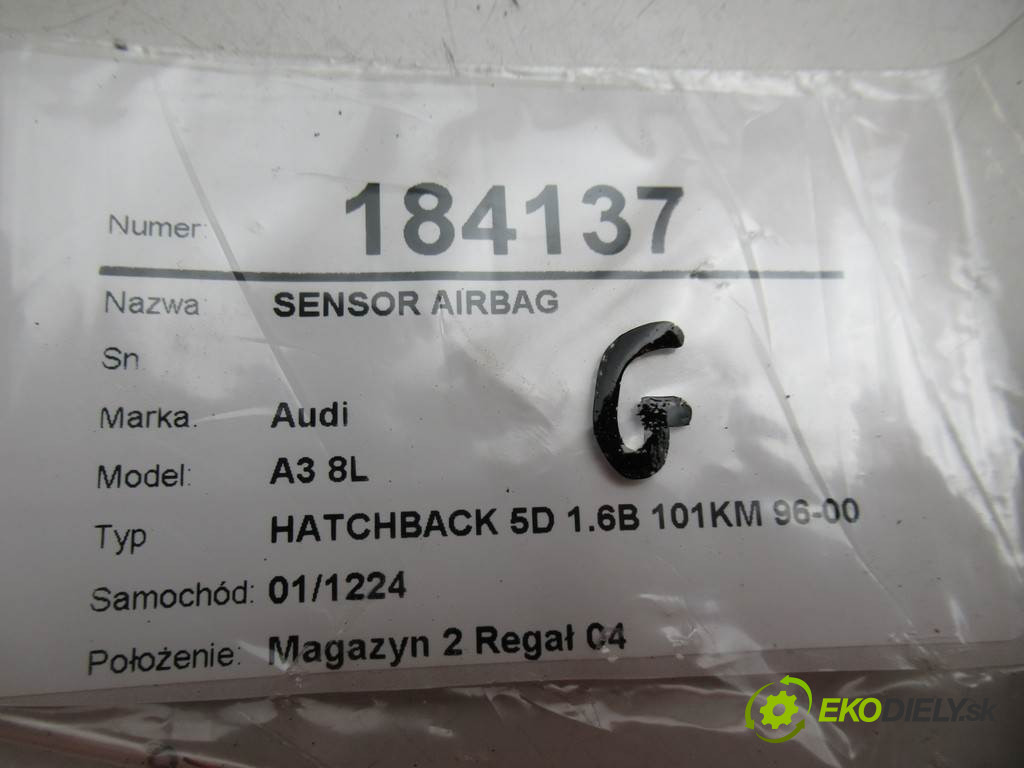 Numer: 184137
Nazwa: SENSOR AIRBAG
Sn
G
Marka: Audi
Model: A3 8L
Typ HATCHBACK 5D 1.6B 101KM 96-00
Samochód: 01/1224
Położenie: Magazyn 2 Regał 04
EKODIELY.sk